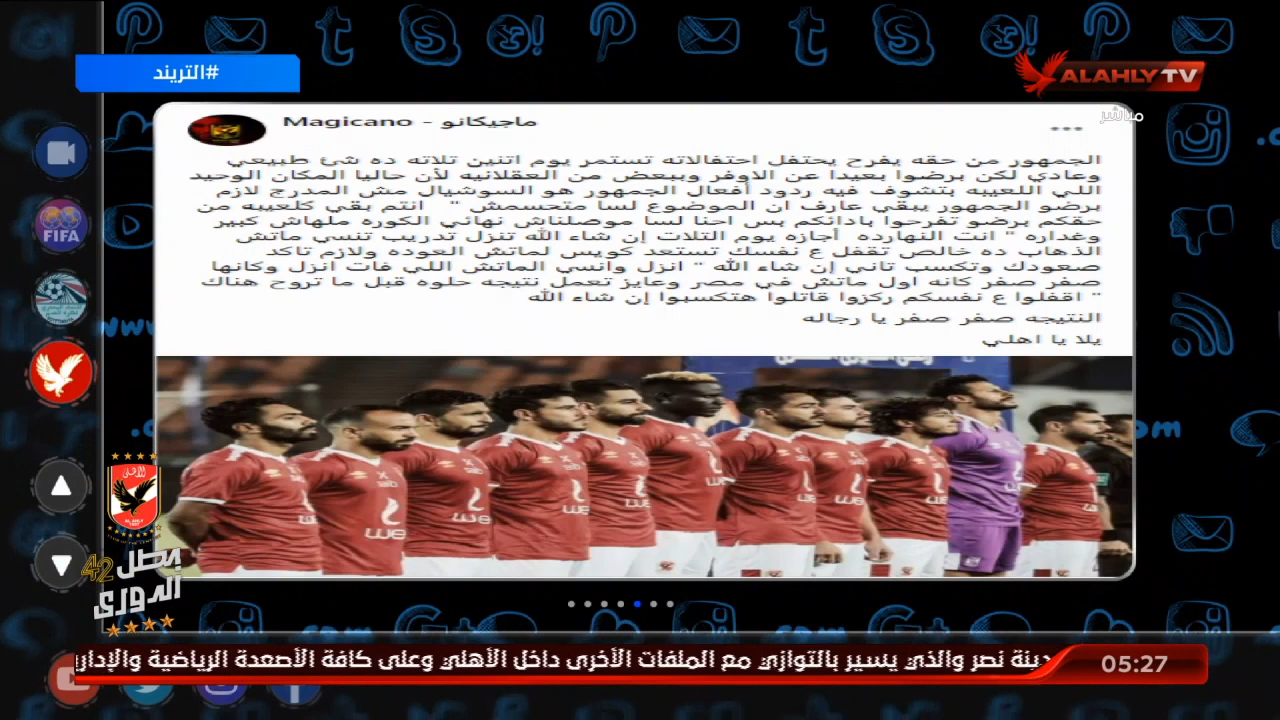 #التريند
ALAHLY TV
مباشر
Magicano - ماجيكانو
الجمهور من حقه يفرح يحتفل احتفالاته تستمر يوم اتنين تلاته ده شئ طبيعي
وعادي لكن برضوا بعيدا عن الاوفر وببعض من العقلانيه لأن حاليا المكان الوحيد
اللي اللعيبه بتشوف فيه ردود أفعال الجمهور هو السوشيال مش المدرج لازم
برضو الجمهور يبقي عارف ان الموضوع لسا متحسمش " انتم بقي كلعيبه من
حقكم برضو تفرحوا بادائكم بس احنا لسا موصلناش نهائي الكوره ملهاش كبير
وغداره " انت النهارده أجازه يوم التلات إن شاء الله تنزل تدريب تنسي ماتش
الذهاب ده خالص تقفل ع نفسك تستعد كويس لماتش العوده ولازم تاكد
صعودك وتكسب تاني إن شاء الله " انزل وانسي الماتش اللي فات انزل وكانها
صفر صفر كانه اول ماتش في مصر وعايز تعمل نتيجه حلوه قبل ما تروح هناك
" اقفلوا ع نفسكم ركزوا قاتلوا هتكسبوا إن شاء الله
النتيجه صفر صفر يا رجاله
يلا يا اهلي
FIFA
بطل 42
الدوري
دينة نصر والذي يسير بالتوازي مع الملفات الأخرى داخل الأهلي وعلى كافة الأصعدة الرياضية والإداري
05:27